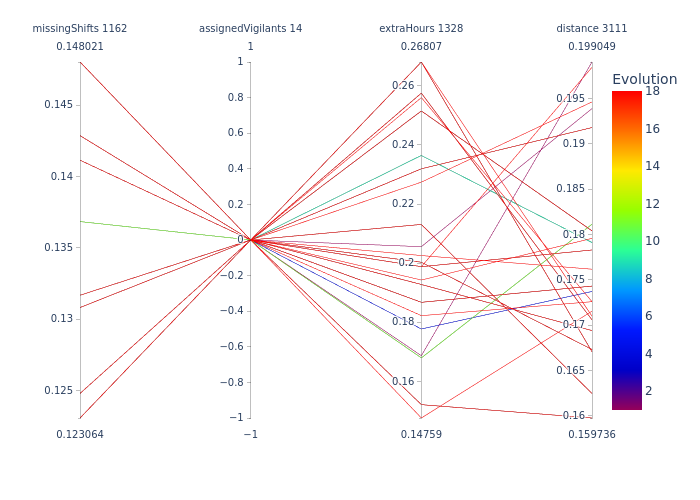 missingShifts 1162 assignedVigilants 14 extraHours 1328 distance 3111
0.148021 1 0.26807 0.199049
Evolution
1 18
0.26
0.145 0.195
0.8
16
0.6 0.24 0.19
0.14 0.4 14
0.185
0.2 0.22 12
0 0.18
0.135 10
−0.2 0.2 0.175
8
−0.4
0.13 0.18 0.17 6
−0.6
0.165 4
−0.8 0.16
0.125 2
−1 0.16
0.123064 −1 0.14759 0.159736